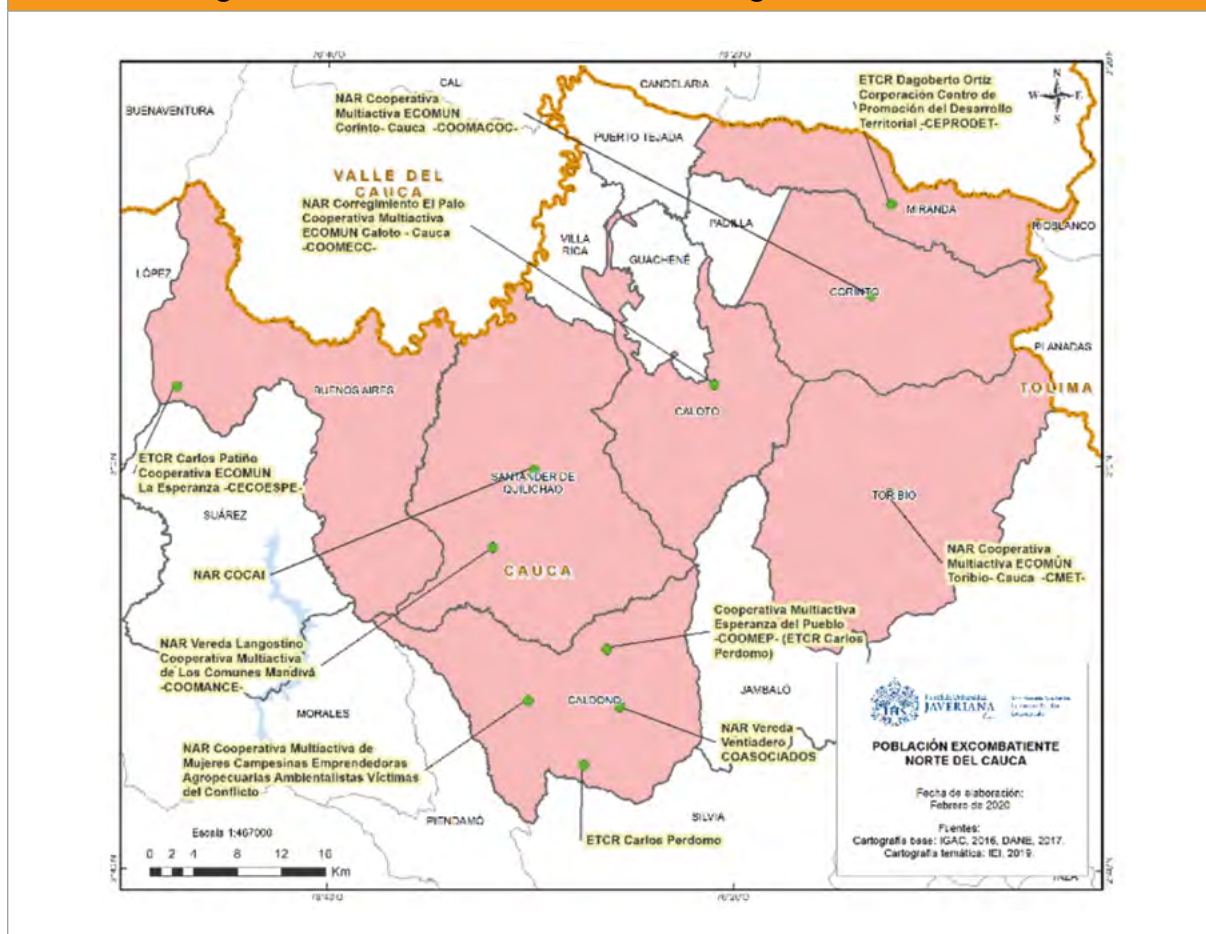 76°20'O
CALI
CANDELARIA
BUENAVENTURA
NAR Cooperativa
Multiactiva ECOMUN
Corinto- Cauca -COOMACOC-
ETCR Dagoberto Ortíz
Corporación Centro de
Promoción del Desarrollo
Territorial -CEPRODET-
N
W E
S
PUERTO TEJADA
VALLE DEL
CAUCA
NAR Corregimiento El Palo
Cooperativa Multiactiva
ECOMUN Caloto - Cauca
-COOMECC-
MIRANDA
PADILLA
RIOBLANCO
VILLA
RICA
GUACHENÉ
LÓPEZ
CORINTO
PLANADAS
TOLIMA
BUENOS AIRES
CALOTO
ETCR Carlos Patiño
Cooperativa ECOMUN
La Esperanza -CECOESPE-
SANTANDER DE
QUILICHAO
TORIBIO
SUÁREZ
NAR COCAI
CAUCA
NAR Cooperativa
Multiactiva ECOMÚN
Toribio- Cauca -CMET-
Cooperativa Multiactiva
Esperanza del Pueblo
-COOMEP- (ETCR Carlos
Perdomo)
NAR Vereda Langostino
Cooperativa Multiactiva
de Los Comunes Mandivá
-COOMANCE-
JAMBALÓ
CALDONO
MORALES
NAR Vereda
Ventiadero
COASOCIADOS
NAR Cooperativa Multiactiva de
Mujeres Campesinas Emprendedoras
Agropecuarias Ambientalistas Víctimas
del Conflicto
JAVERIANA
Cali
POBLACIÓN EXCOMBATIENTE
NORTE DEL CAUCA
Fecha de elaboración:
Febrero de 2020
Fuentes:
Cartografía base: IGAC, 2016, DANE, 2017.
Cartografía temática: IEI, 2019.
PIENDAMÓ
SILVIA
ETCR Carlos Perdomo
Escala 1:467000
0 2 4 8 12 16
Km
76°20'O